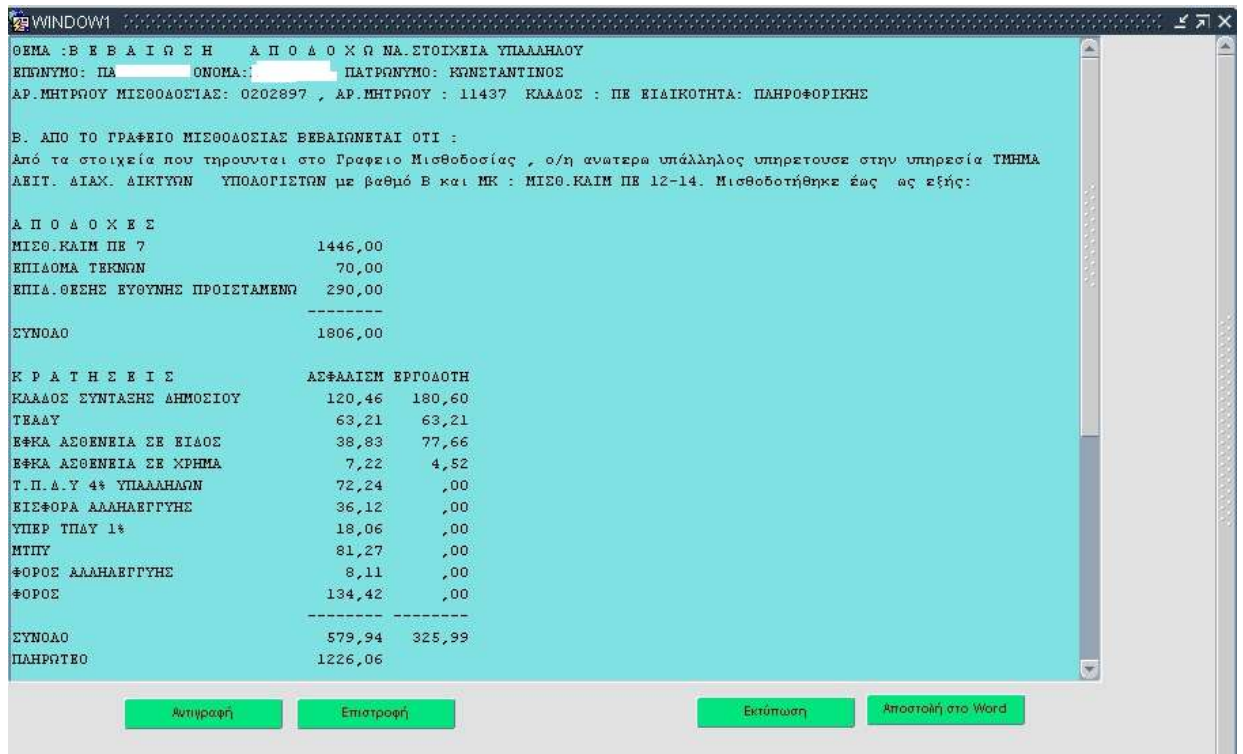 WINDOW1
ΘΕΜΑ :Β Ε Β Α Ι Ω Σ Η    Α Π Ο Δ Ο Χ Ω ΝΑ.ΣΤΟΙΧΕΙΑ ΥΠΑΛΛΗΛΟΥ
ΕΠΩΝΥΜΟ: ΠΑ ΟΝΟΜΑ: ΠΑΤΡΩΝΥΜΟ: ΚΩΝΣΤΑΝΤΙΝΟΣ
ΑΡ.ΜΗΤΡΩΟΥ ΜΙΣΘΟΔΟΣΊΑΣ: 0202897 , ΑΡ.ΜΗΤΡΩΟΥ : 11437  ΚΛΑΔΟΣ : ΠΕ ΕΙΔΙΚΟΤΗΤΑ: ΠΛΗΡΟΦΟΡΙΚΗΣ
Β. ΑΠΟ ΤΟ ΓΡΑΦΕΙΟ ΜΙΣΘΟΔΟΣΙΑΣ ΒΕΒΑΙΩΝΕΤΑΙ ΟΤΙ :
Από τα στοιχεία που τηρουνται στο Γραφειο Μισθοδοσίας , ο/η ανωτερω υπάλληλος υπηρετουσε στην υπηρεσία ΤΜΗΜΑ
ΛΕΙΤ. ΔΙΑΧ. ΔΙΚΤΥΩΝ   ΥΠΟΛΟΓΙΣΤΩΝ με βαθμό Β και ΜΚ : ΜΙΣΘ.ΚΛΙΜ ΠΕ 12-14. Μισθοδοτήθηκε έως  ως εξής:
Α Π Ο Δ Ο Χ Ε Σ
ΜΙΣΘ.ΚΛΙΜ ΠΕ 7 1446,00
ΕΠΙΔΟΜΑ ΤΕΚΝΩΝ 70,00
ΕΠΙΔ.ΘΕΣΗΣ ΕΥΘΥΝΗΣ ΠΡΟΙΣΤΑΜΕΝΩ 290,00
--------
ΣΥΝΟΛΟ 1806,00
Κ Ρ Α Τ Η Σ Ε Ι Σ ΑΣΦΑΛΙΣΜ ΕΡΓΟΔΟΤΗ
ΚΛΑΔΟΣ ΣΥΝΤΑΞΗΣ ΔΗΜΟΣΙΟΥ 120,46 180,60
ΤΕΑΔΥ 63,21 63,21
ΕΦΚΑ ΑΣΘΕΝΕΙΑ ΣΕ ΕΙΔΟΣ 38,83 77,66
ΕΦΚΑ ΑΣΘΕΝΕΙΑ ΣΕ ΧΡΗΜΑ 7,22 4,52
Τ.Π.Δ.Υ 4% ΥΠΑΛΛΗΛΩΝ 72,24 ,00
ΕΙΣΦΟΡΑ ΑΛΛΗΛΕΓΓΥΗΣ 36,12 ,00
ΥΠΕΡ ΤΠΔΥ 1% 18,06 ,00
ΜΤΠΥ 81,27 ,00
ΦΟΡΟΣ ΑΛΛΗΛΕΓΓΥΗΣ 8,11 ,00
ΦΟΡΟΣ 134,42 ,00
-------- --------
ΣΥΝΟΛΟ 579,94 325,99
ΠΛΗΡΩΤΕΟ 1226,06
Αντιγραφή Επιστροφή Εκτύπωση Αποστολή στο Word